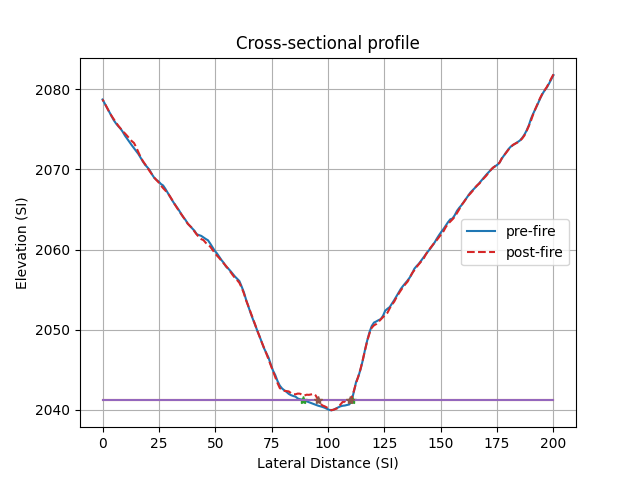 Cross-sectional profile
Elevation (SI)
2080
2070
2060
2050
2040
pre-fire
post-fire
0 25 50 75 100 125 150 175 200
Lateral Distance (SI)